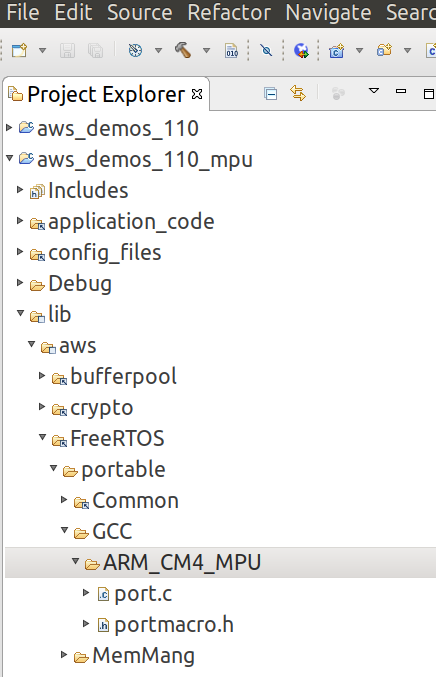 File Edit Source Refactor Navigate
Project Explorer
aws_demos_110
aws_demos_110_mpu
Includes
application_code
config_files
Debug
lib
aws
bufferpool
crypto
FreeRTOS
portable
Common
GCC
ARM_CM4_MPU
port.c
portmacro.h
MemMang